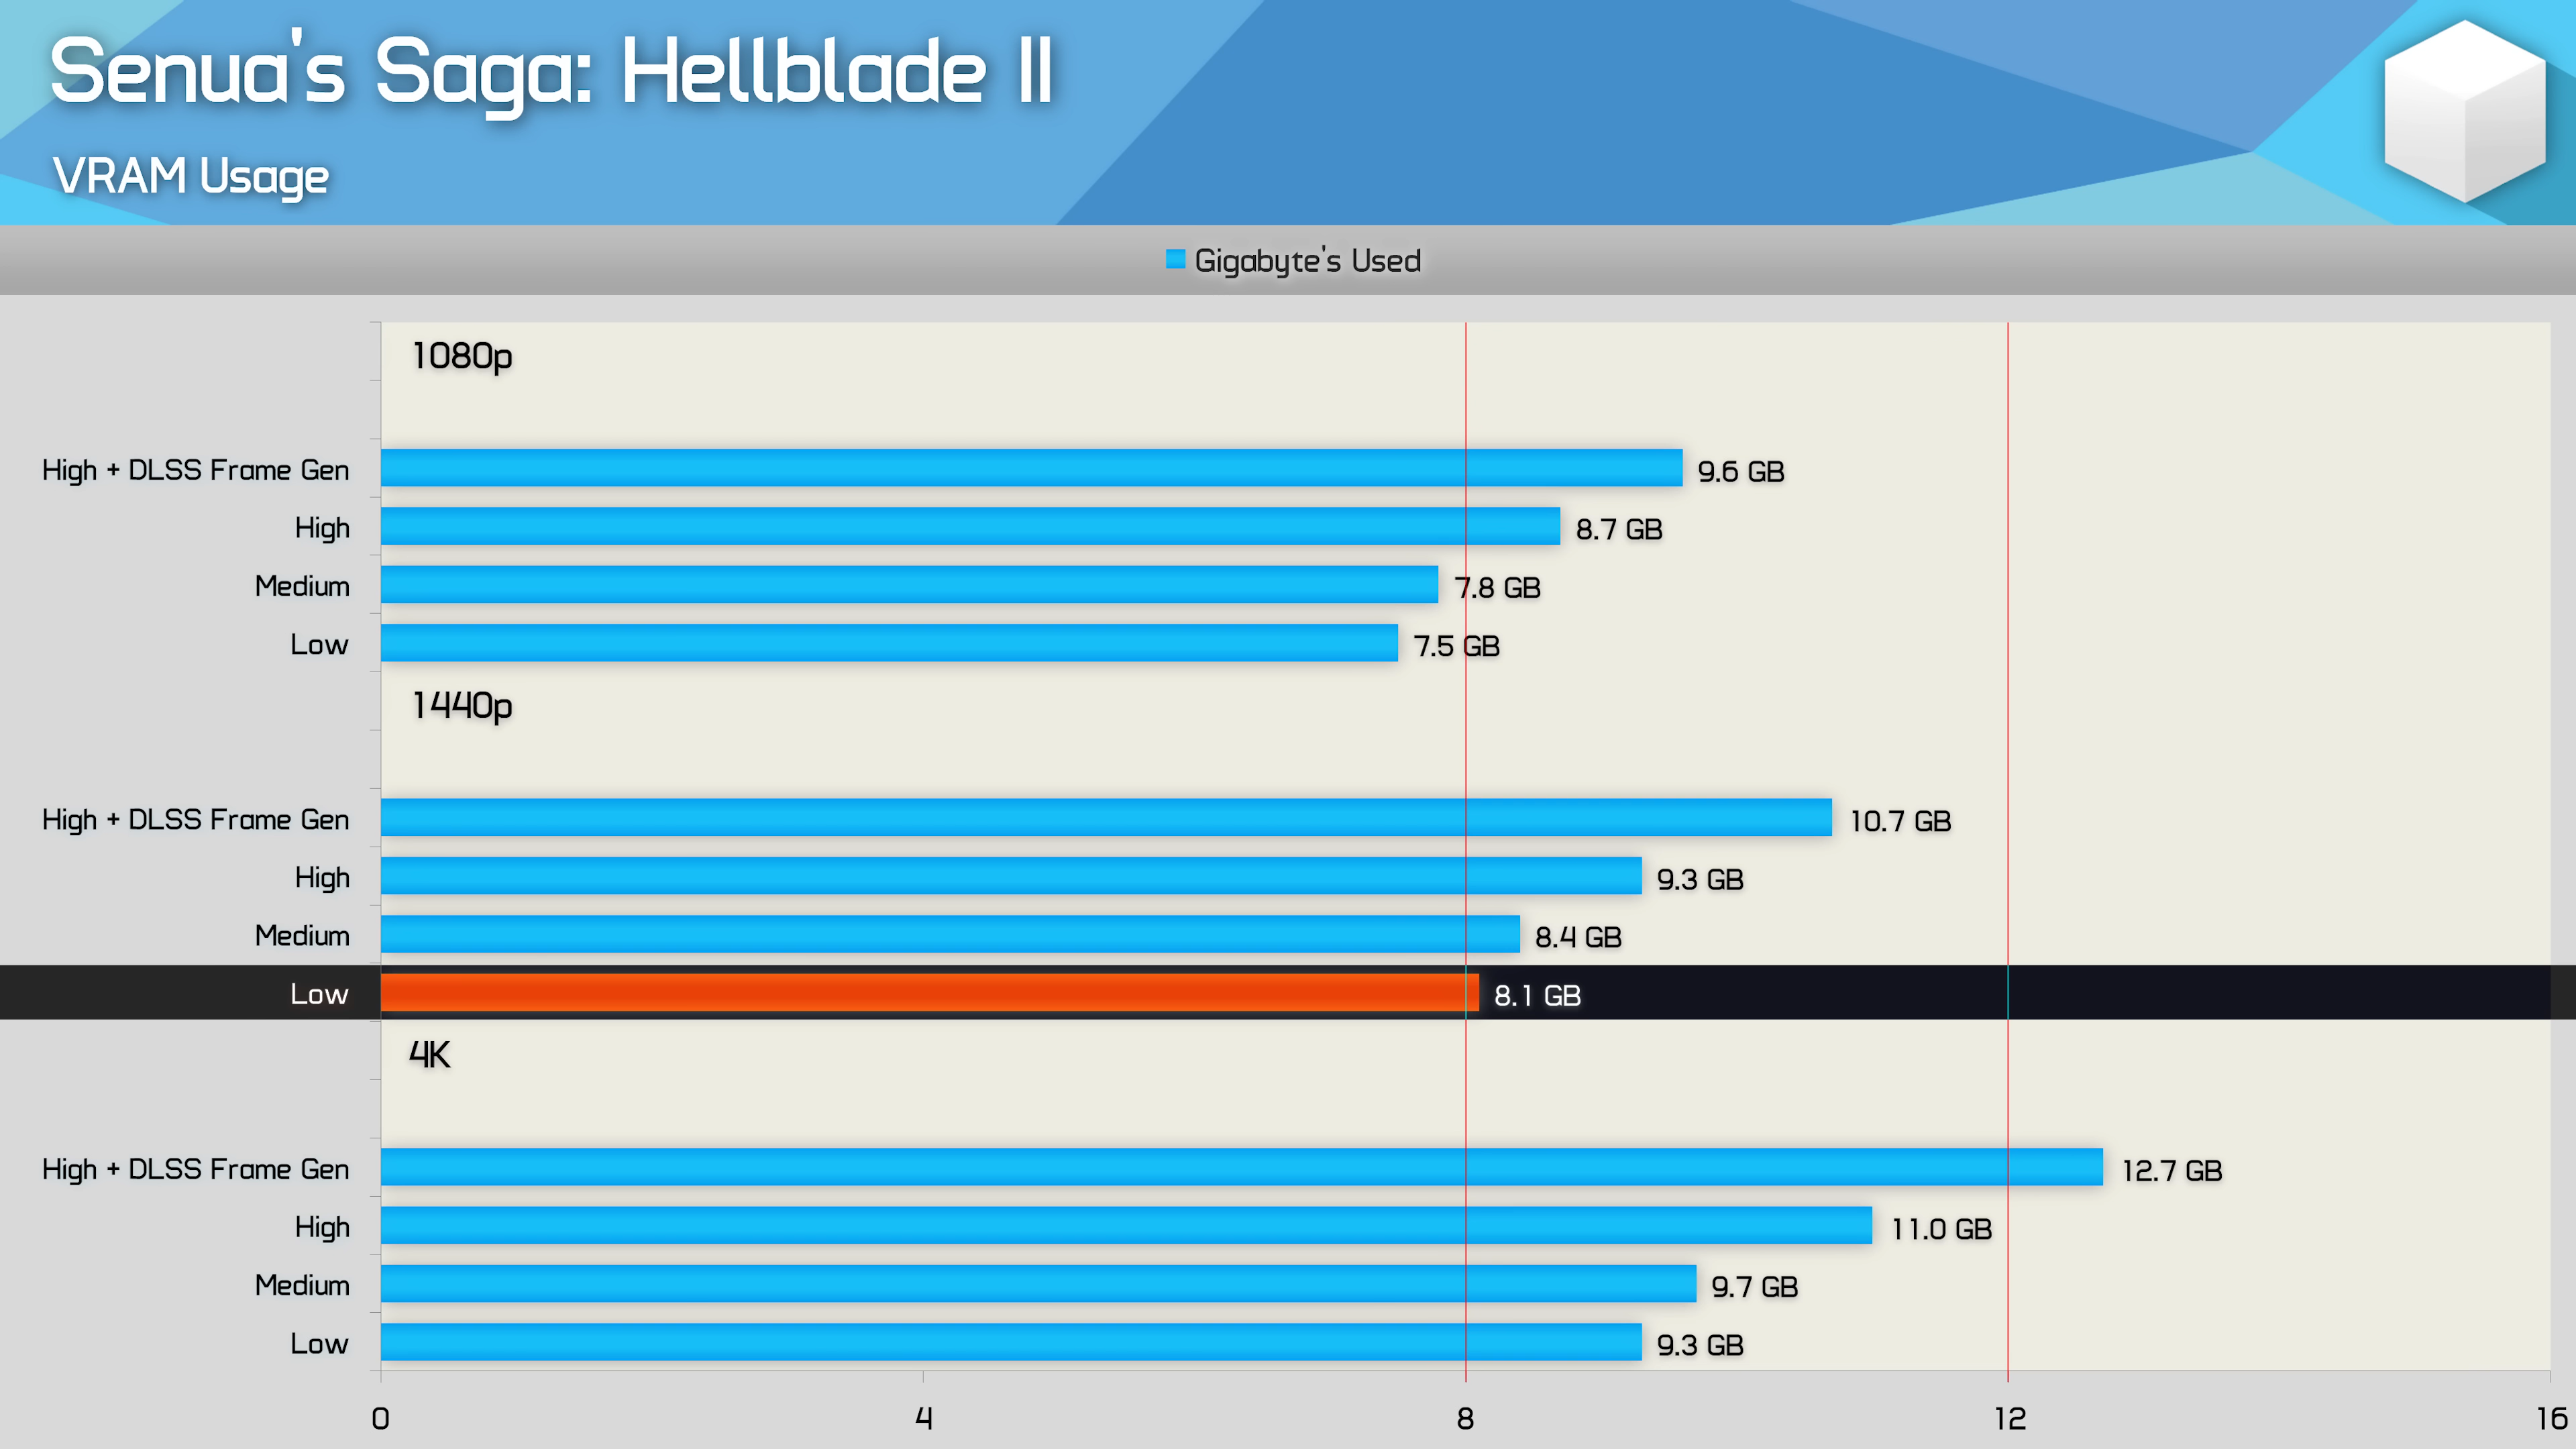 Senua's Saga: Hellblade II
VRAM Usage
Gigabyte's Used
1080p
High + DLSS Frame Gen 9.6 GB
High 8.7 GB
Medium 7.8 GB
Low 7.5 GB
1440p
High + DLSS Frame Gen 10.7 GB
High 9.3 GB
Medium 8.4 GB
Low 8.1 GB
4K
High + DLSS Frame Gen 12.7 GB
High 11.0 GB
Medium 9.7 GB
Low 9.3 GB
0 4 8 12 16